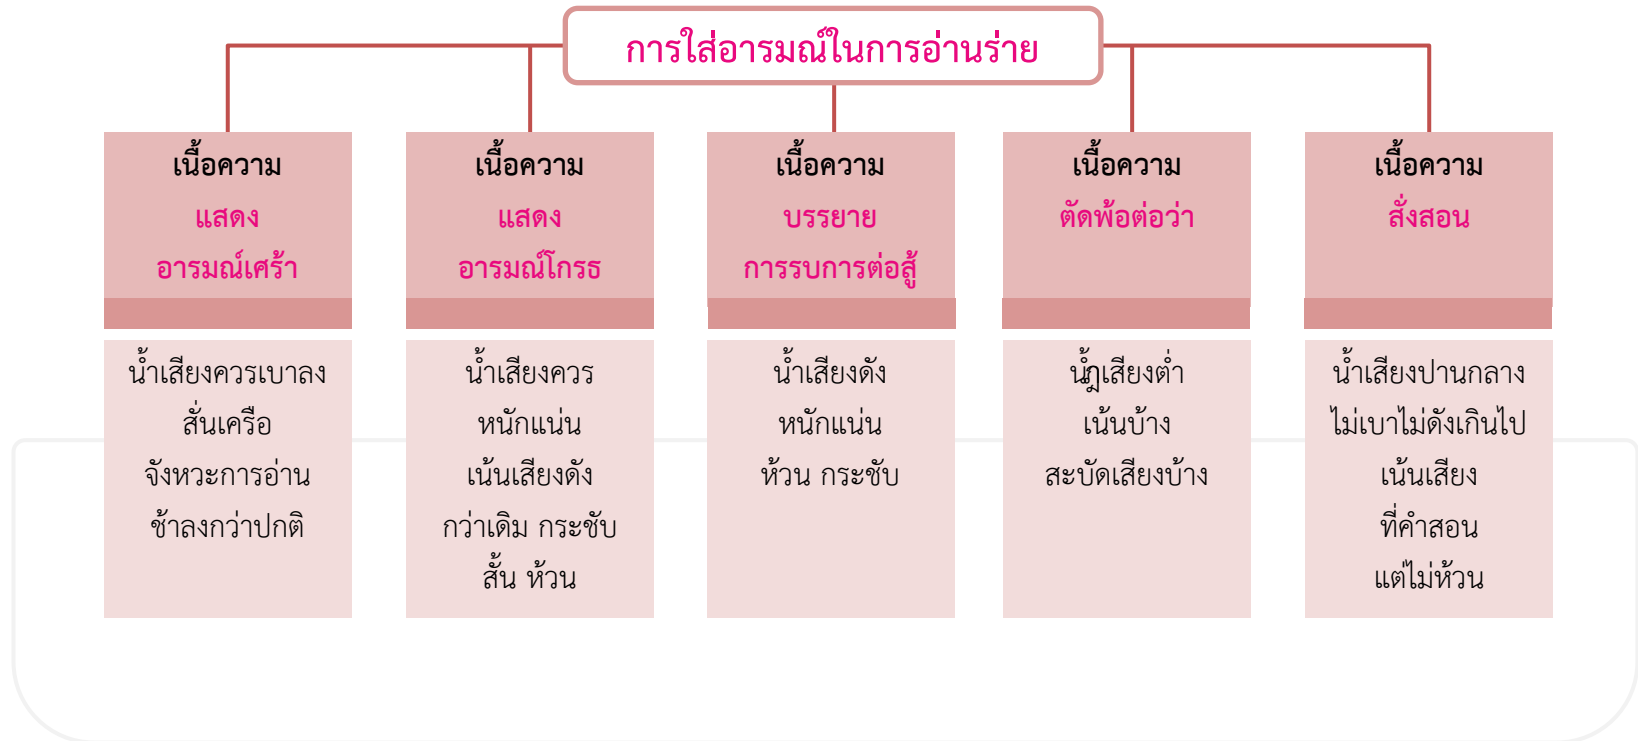 การใส่อารมณ์ในการอ่านร่าย
เนื้อความ
แสดง
อารมณ์เศร้า
น้ำเสียงควรเบาลง
สั่นเครือ
จังหวะการอ่าน
ช้าลงกว่าปกติ
เนื้อความ
แสดง
อารมณ์โกรธ
น้ำเสียงควร
หนักแน่น
เน้นเสียงดัง
กว่าเดิม กระชับ
สั้น ห้วน
เนื้อความ
บรรยาย
การรบการต่อสู้
น้ำเสียงดัง
หนักแน่น
ห้วน กระชับ
เนื้อความ
ตัดพ้อต่อว่า
น้ำเสียงต่ำ
เน้นบ้าง
สะบัดเสียงบ้าง
เนื้อความ
สั่งสอน
น้ำเสียงปานกลาง
ไม่เบาไม่ดังเกินไป
เน้นเสียง
ที่คำสอน
แต่ไม่ห้วน